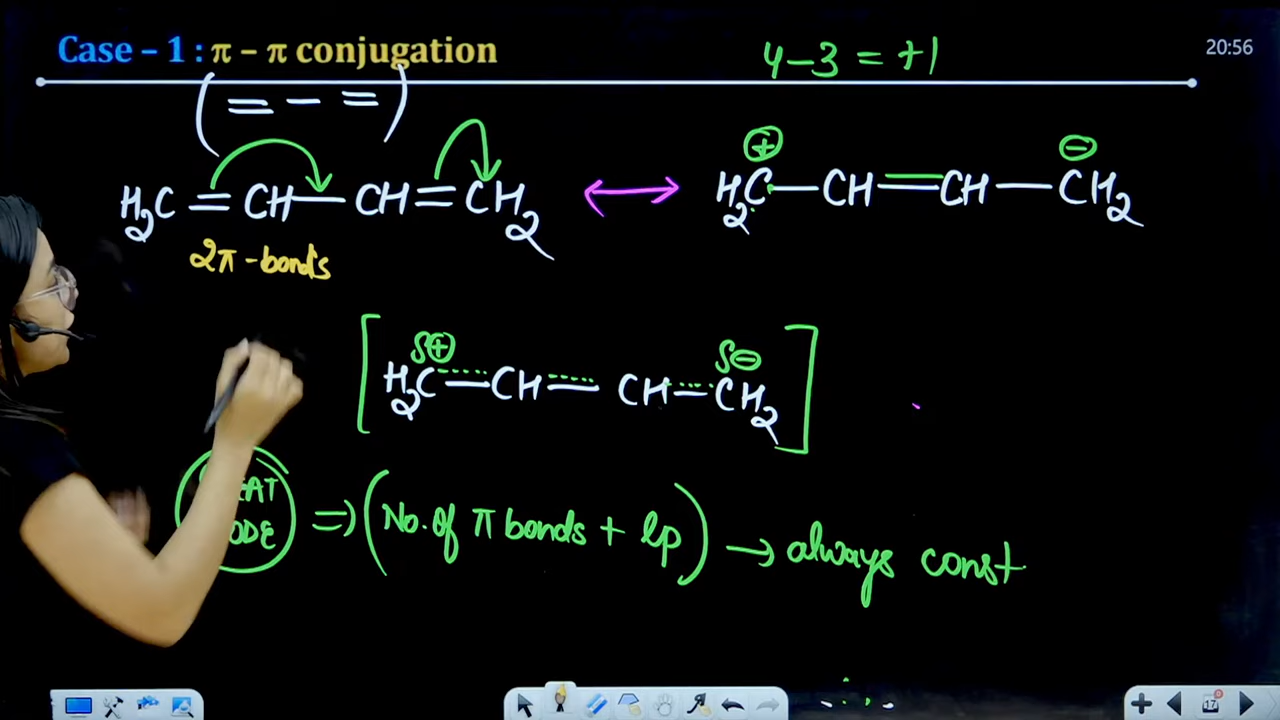 Case – 1 : π – π conjugation
4 – 3 = +1
20:56
( = – = )
H₂C = CH — CH = CH₂ ↔ H₂C — CH = CH — CH₂
⊕ ⊖
2π - bonds
δ⊕ δ⊖
[ H₂C — CH = CH — CH₂ ]
⇒ ( No. of π bonds + lp ) → always const
17